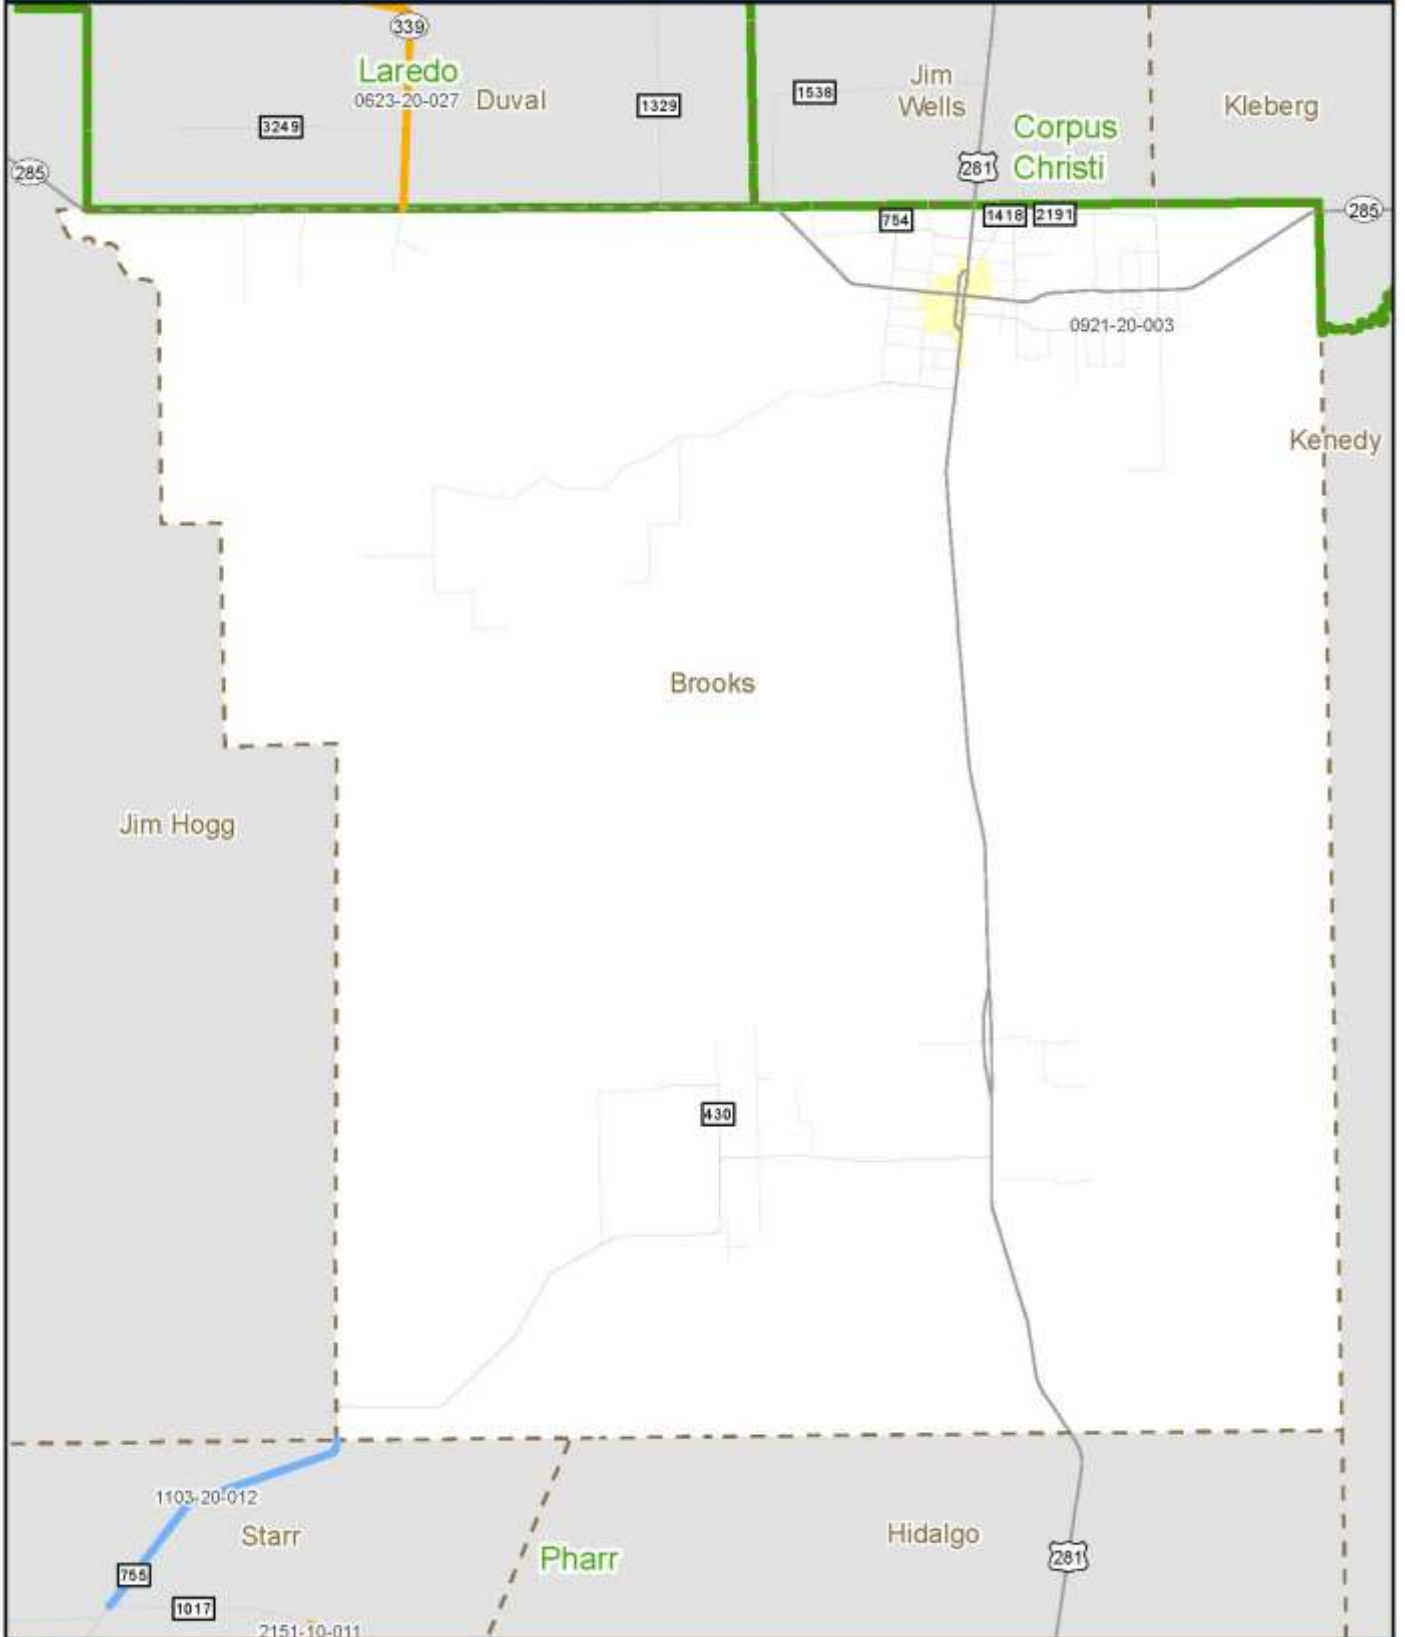 339
Laredo
0623-20-027
Duval
3249
1329
1538
Jim
Wells
Kleberg
Corpus
Christi
281
285
754
1418
2191
285
0921-20-003
Kenedy
Brooks
Jim Hogg
430
1103-20-012
Starr
Pharr
Hidalgo
281
755
1017
2151-10-011